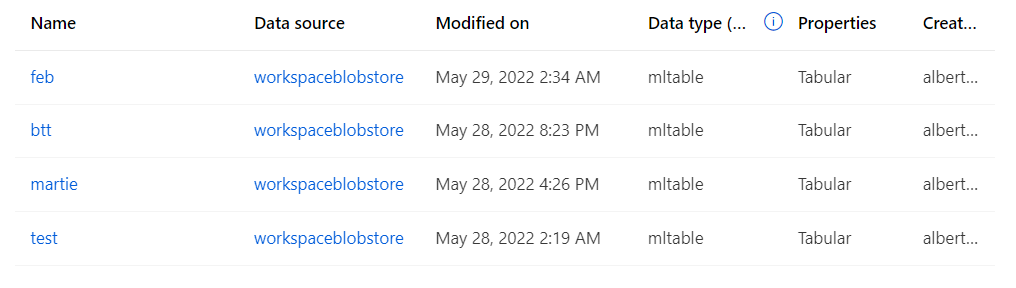 Name Data source Modified on Data type (... Properties Creat...
feb workspaceblobstore May 29, 2022 2:34 AM mltable Tabular albert...
btt workspaceblobstore May 28, 2022 8:23 PM mltable Tabular albert...
martie workspaceblobstore May 28, 2022 4:26 PM mltable Tabular albert...
test workspaceblobstore May 28, 2022 2:19 AM mltable Tabular albert...